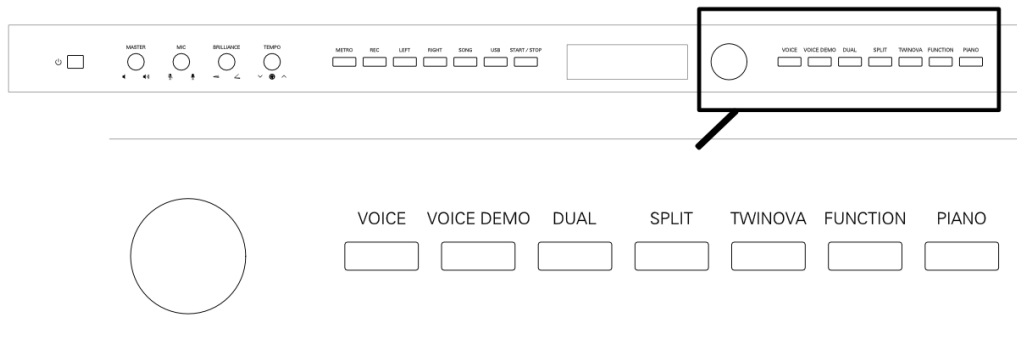 MASTER MIC BRILLIANCE TEMPO METRO REC LEFT RIGHT SONG USB START / STOP VOICE VOICE DEMO DUAL SPLIT TWINOVA FUNCTION PIANO
VOICE VOICE DEMO DUAL SPLIT TWINOVA FUNCTION PIANO